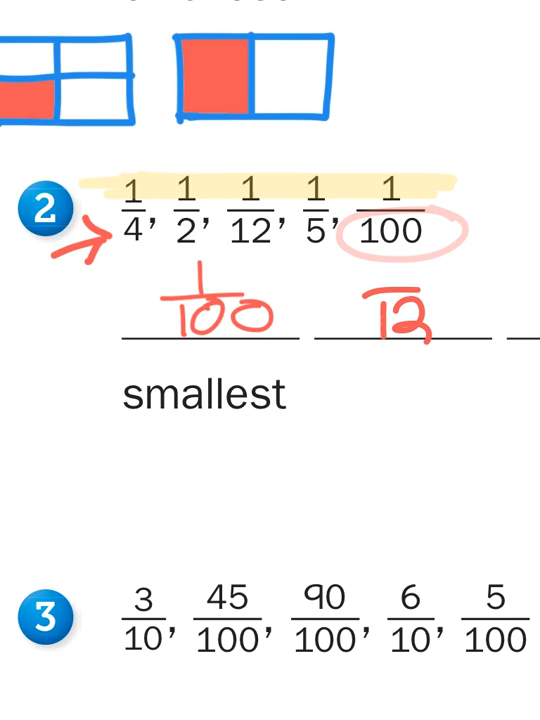 2 1/4, 1/2, 1/12, 1/5, 1/100
1/100 /12
smallest
3 3/10, 45/100, 90/100, 6/10, 5/100